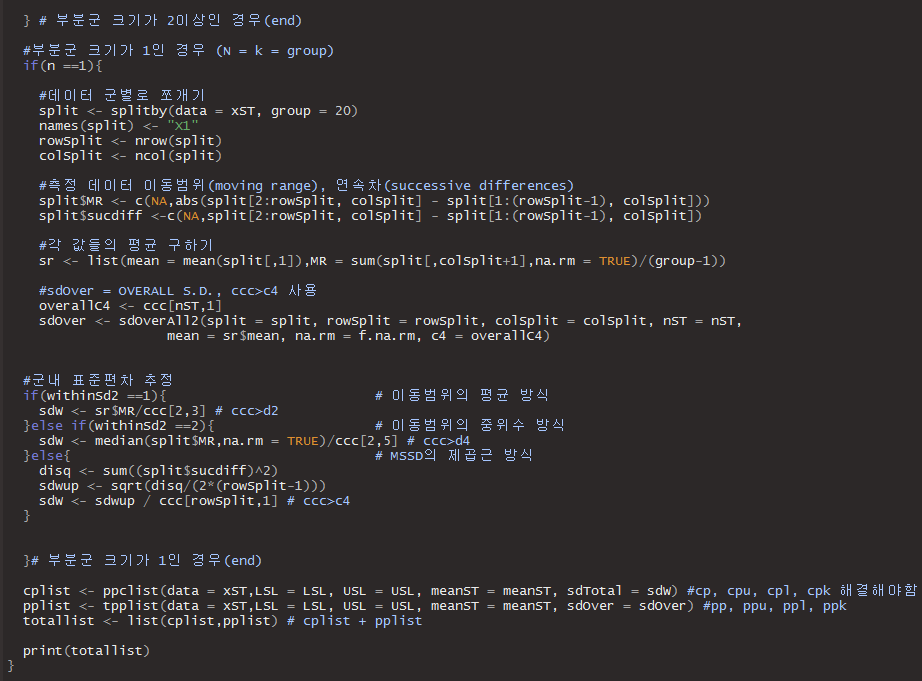 } # 부분군 크기가 2이상인 경우(end)
#부분군 크기가 1인 경우 (N = k = group)
if(n ==1){
#데이터 군별로 쪼개기
split <- splitby(data = xST, group = 20)
names(split) <- "X1"
rowSplit <- nrow(split)
colSplit <- ncol(split)
#측정 데이터 이동범위(moving range), 연속차(successive differences)
split$MR <- c(NA,abs(split[2:rowSplit, colSplit] - split[1:(rowSplit-1), colSplit]))
split$sucdiff <-c(NA,split[2:rowSplit, colSplit] - split[1:(rowSplit-1), colSplit])
#각 값들의 평균 구하기
sr <- list(mean = mean(split[,1]),MR = sum(split[,colSplit+1],na.rm = TRUE)/(group-1))
#sdOver = OVERALL S.D., ccc>c4 사용
overallC4 <- ccc[nST,1]
sdOver <- sdOverAll2(split = split, rowSplit = rowSplit, colSplit = colSplit, nST = nST,
mean = sr$mean, na.rm = f.na.rm, c4 = overallC4)
#군내 표준편차 추정
if(withinSd2 ==1){ # 이동범위의 평균 방식
sdW <- sr$MR/ccc[2,3] # ccc>d2
}else if(withinSd2 ==2){ # 이동범위의 중위수 방식
sdW <- median(split$MR,na.rm = TRUE)/ccc[2,5] # ccc>d4
}else{ # MSSD의 제곱근 방식
disq <- sum((split$sucdiff)^2)
sdwup <- sqrt(disq/(2*(rowSplit-1)))
sdW <- sdwup / ccc[rowSplit,1] # ccc>c4
}
}# 부분군 크기가 1인 경우(end)
cplist <- ppclist(data = xST,LSL = LSL, USL = USL, meanST = meanST, sdTotal = sdW) #cp, cpu, cpl, cpk 해결해야함
pplist <- tpplist(data = xST,LSL = LSL, USL = USL, meanST = meanST, sdOver = sdOver) #pp, ppu, ppl, ppk
totallist <- list(cplist,pplist) # cplist + pplist
print(totallist)
}